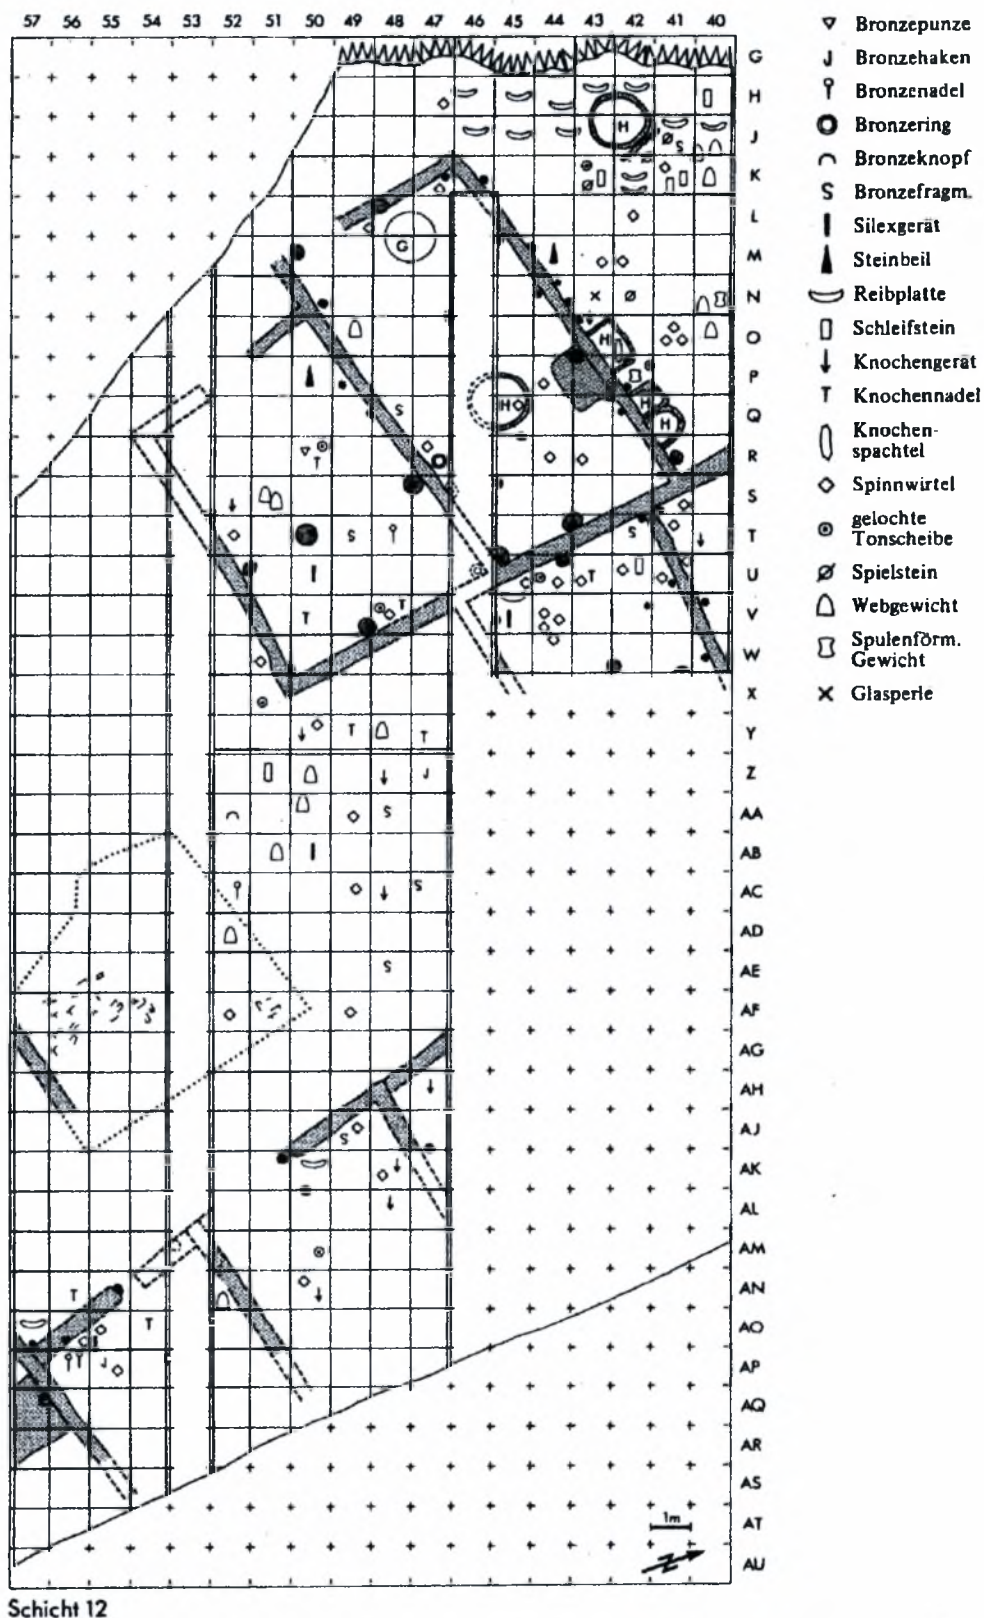 57 56 55 54 53 52 51 50 49 48 47 46 45 44 43 42 41 40
G
H
J
K
L
M
N
O
P
Q
R
S
T
U
V
W
X
Y
Z
AA
AB
AC
AD
AE
AF
AG
AH
AJ
AK
AL
AM
AN
AO
AP
AQ
AR
AS
AT
AU
H
G
H
H
H
H
1m
Z
Schicht 12
Bronzepunze
Bronzehaken
Bronzenadel
Bronzering
Bronzeknopf
S Bronzefragm.
Silexgerät
Steinbeil
Reibplatte
Schleifstein
Knochengerät
T Knochennadel
Knochen-
spachtel
Spinnwirtel
gelochte
Tonscheibe
Spielstein
Webgewicht
Spulenförm.
Gewicht
Glasperle